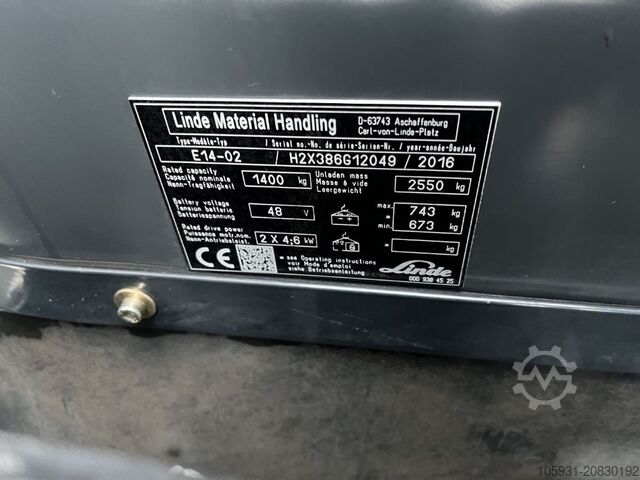 Linde Material Handling D-63743 Aschaffenburg
Carl-von-Linde-Platz
Type-Modèle-Typ / Serial no.-No. de série-Serien-Nr. / year-année-Baujahr
E14-02 / H2X386G12049 / 2016
Rated capacity
Capacité nominale
Nenn-Tragfähigkeit
1400 kg
Unladen mass
Masse à vide
Leergewicht
2550 kg
Battery voltage
Tension batterie
Batteriespannung
48 V
max. 743 kg
min. 673 kg
Rated drive power
Puissance motr.nom.
Nenn-Antriebsleist.
2 X 4,6 kW
= kg
CE
see Operating instructions
voir Mode d'emploi
siehe Betriebsanleitung
Linde
000 938 45 25
105931-20830192